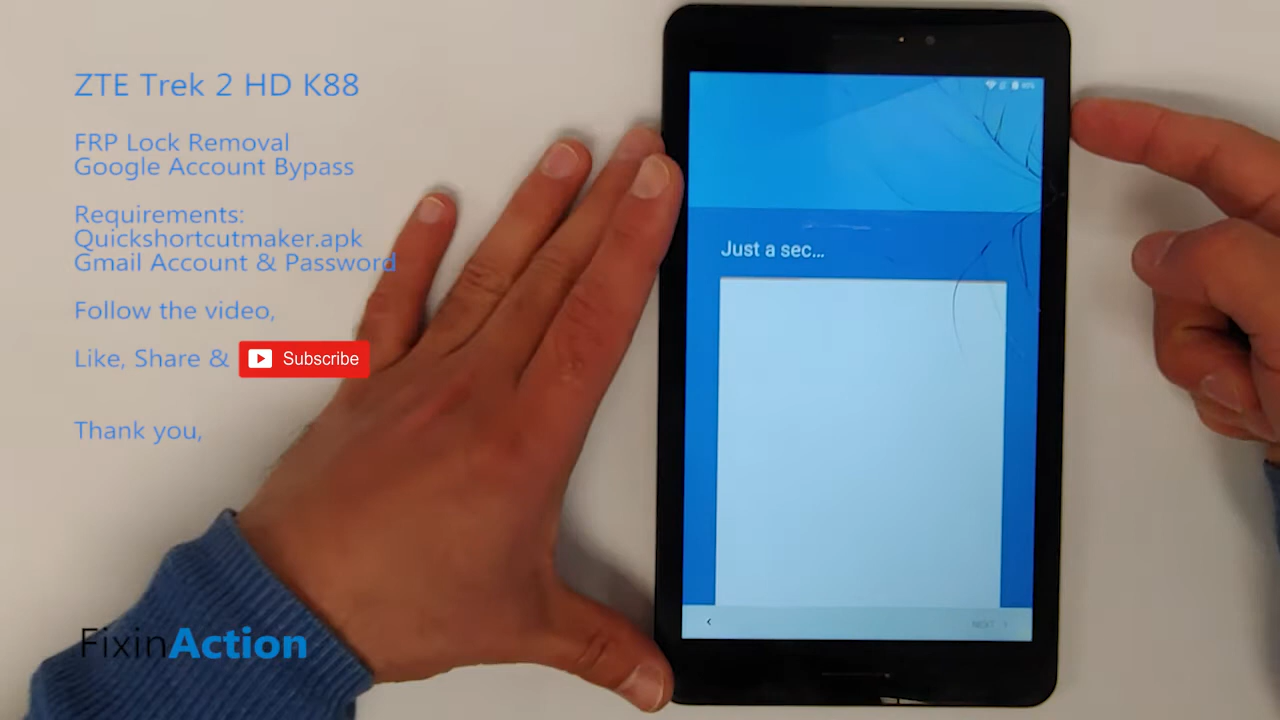 ZTE Trek 2 HD K88
FRP Lock Removal
Google Account Bypass
Requirements:
Quickshortcutmaker.apk
Gmail Account & Password
Follow the video,
Like, Share & Subscribe
Thank you,
FixinAction
Just a sec...
NEXT